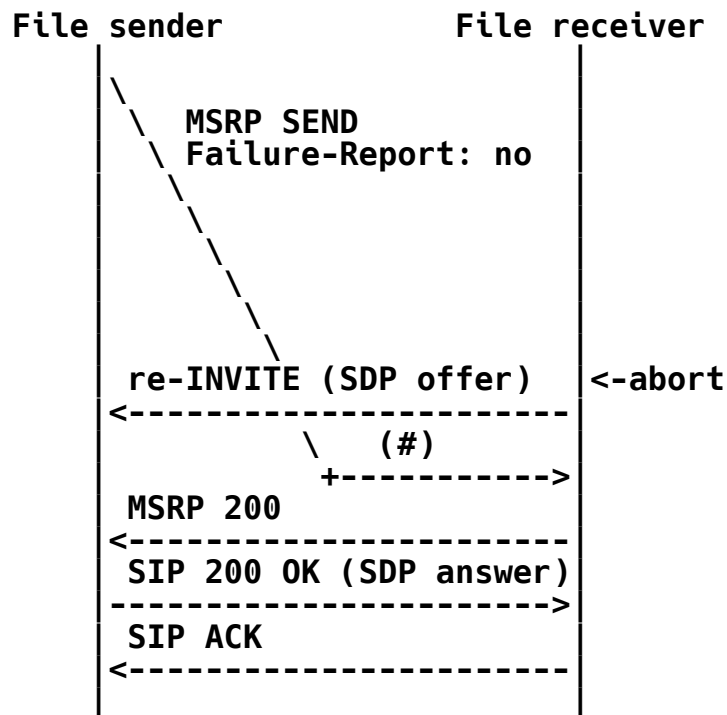 File sender File receiver
MSRP SEND
Failure-Report: no
re-INVITE (SDP offer) <-abort
(#)
MSRP 200
SIP 200 OK (SDP answer)
SIP ACK